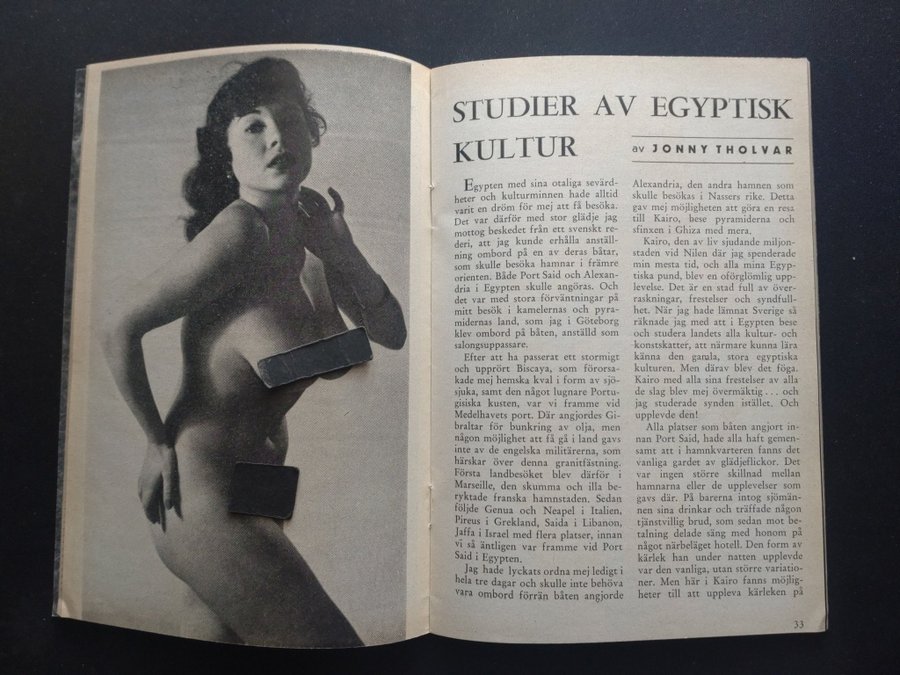 STUDIER AV EGYPTISK
KULTUR
av JONNY THOLVAR
Egypten med sina otaliga sevärd-
heter och kulturminnen hade alltid
varit en dröm för mej att få besöka.
Det var därför med stor glädje jag
mottog beskedet från ett svenskt re-
deri, att jag kunde erhålla anställ-
ning ombord på en av deras båtar,
som skulle besöka hamnar i främre
orienten. Både Port Said och Alexan-
dria i Egypten skulle angöras. Och
det var med stora förväntningar på
mitt besök i kamelernas och pyra-
midernas land, som jag i Göteborg
klev ombord på båten, anställd som
salongsuppassare.
Efter att ha passerat ett stormigt
och upprört Biscaya, som förorsa-
kade mej hemska kval i form av sjö-
sjuka, samt den något lugnare Portu-
gisiska kusten, var vi framme vid
Medelhavets port. Där angjordes Gi-
braltar för bunkring av olja, men
någon möjlighet att få gå i land gavs
inte av de engelska militärerna, som
härskar över denna granitfästning.
Första landbesöket blev därför i
Marseille, den skumma och illa be-
ryktade franska hamnstaden. Sedan
följde Genua och Neapel i Italien,
Pireus i Grekland, Saida i Libanon,
Jaffa i Israel med flera platser, innan
vi så äntligen var framme vid Port
Said i Egypten.
Jag hade lyckats ordna mej ledigt i
hela tre dagar och skulle inte behöva
vara ombord förrän båten angjorde
Alexandria, den andra hamnen som
skulle besökas i Nassers rike. Detta
gav mej möjligheten att göra en resa
till Kairo, bese pyramiderna och
sfinxen i Ghiza med mera.
Kairo, den av liv sjudande miljon-
staden vid Nilen där jag spenderade
min mesta tid, och alla mina Egyp-
tiska pund, blev en oförglömlig upp-
levelse. Det är en stad full av över-
raskningar, frestelser och syndfull-
het. När jag hade lämnat Sverige så
räknade jag med att i Egypten bese
och studera landets alla kultur- och
konstskatter, att närmare kunna lära
känna den gamla, stora egyptiska
kulturen. Men därav blev det föga.
Kairo med alla sina frestelser av alla
de slag blev mej övermäktig ... och
jag studerade synden istället. Och
upplevde den!
Alla platser som båten angjort in-
nan Port Said, hade alla haft gemen-
samt att i hamnkvarteren fanns det
vanliga gardet av glädjeflickor. Det
var ingen större skillnad mellan
hamnarna eller de upplevelser som
gavs där. På barerna intog sjömän-
nen sina drinkar och träffade någon
tjänstvillig brud, som sedan mot be-
talning delade säng med honom på
något närbeläget hotell. Den form av
kärlek han under natten upplevde
var den vanliga, utan större variatio-
ner. Men här i Kairo fanns möjlig-
heter till att uppleva kärleken på
33